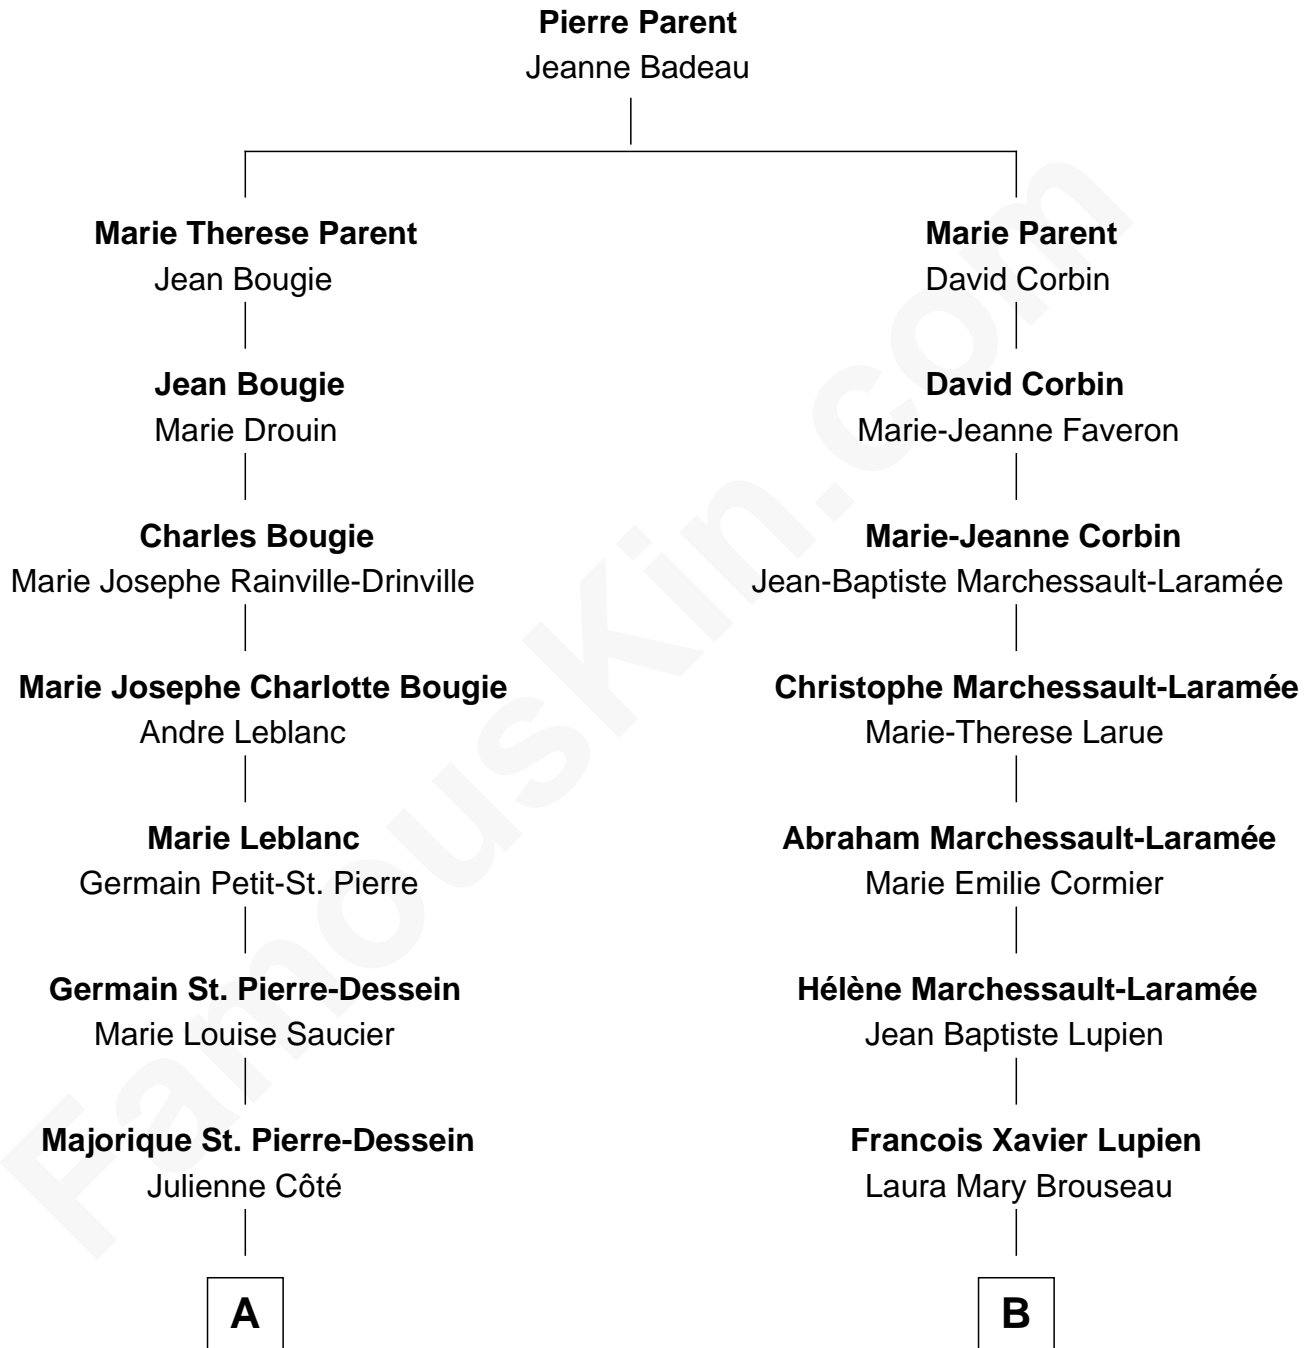 Pierre Parent
Jeanne Badeau
Marie Therese Parent
Jean Bougie
Marie Parent
David Corbin
Jean Bougie
Marie Drouin
David Corbin
Marie-Jeanne Faveron
Charles Bougie
Marie Josephe Rainville-Drinville
Marie-Jeanne Corbin
Jean-Baptiste Marchessault-Laramée
Marie Josephe Charlotte Bougie
Andre Leblanc
Christophe Marchessault-Laramée
Marie-Therese Larue
Marie Leblanc
Germain Petit-St. Pierre
Abraham Marchessault-Laramée
Marie Emilie Cormier
Germain St. Pierre-Dessein
Marie Louise Saucier
Hélène Marchessault-Laramée
Jean Baptiste Lupien
Majorique St. Pierre-Dessein
Julienne Côté
Francois Xavier Lupien
Laura Mary Brouseau
A
B
FamousKin.com